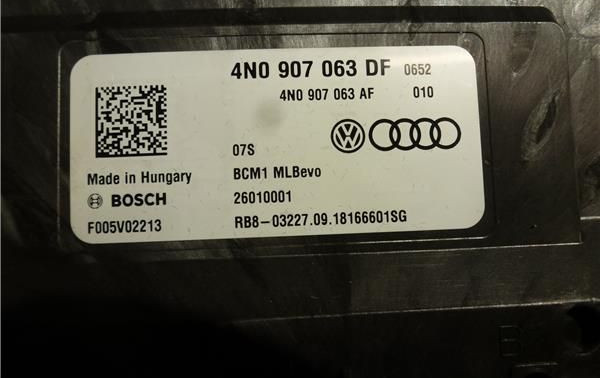 4N0 907 063 DF 0652
4N0 907 063 AF 010
07S
Made in Hungary
BCM1 MLBevo
BOSCH
26010001
F005V02213
RB8-03227.09.18166601SG
B